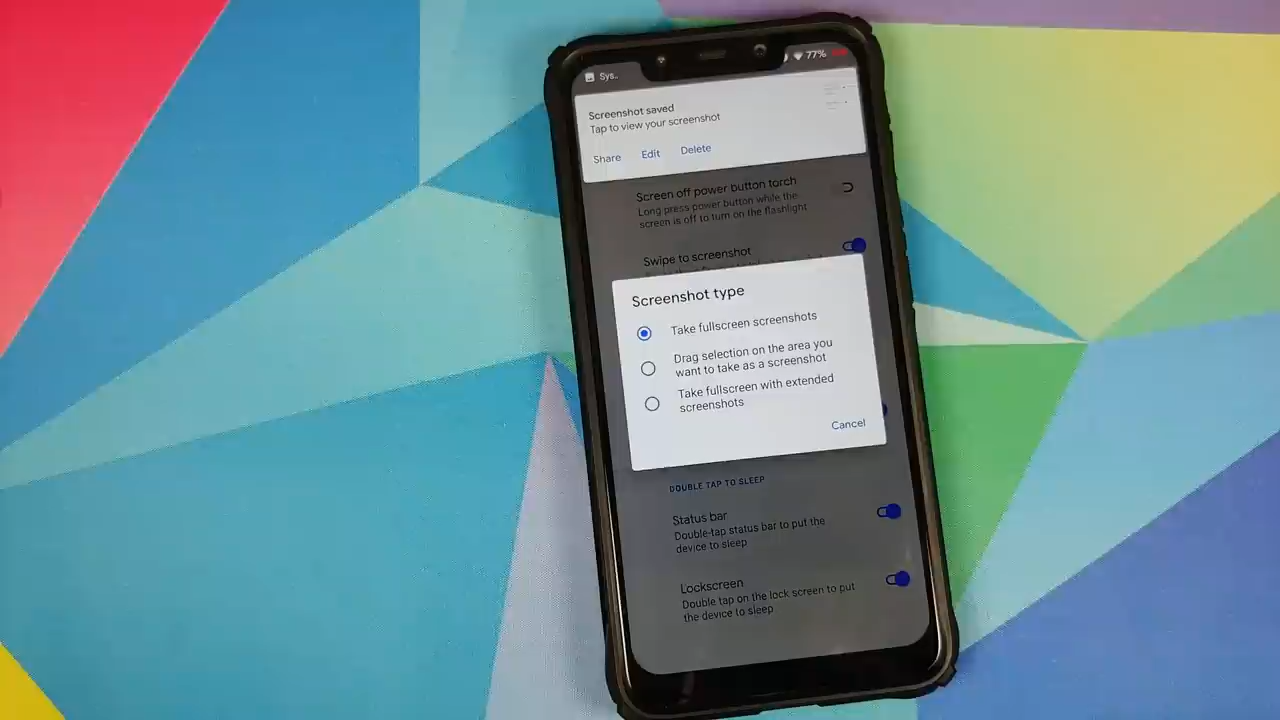 Sys..
77%
Screenshot saved
Tap to view your screenshot
Share Edit Delete
Screen off power button torch
Long press power button while the
screen is off to turn on the flashlight
Swipe to screenshot
Screenshot type
Take fullscreen screenshots
Drag selection on the area you
want to take as a screenshot
Take fullscreen with extended
screenshots
Cancel
DOUBLE TAP TO SLEEP
Status bar
Double-tap status bar to put the
device to sleep
Lockscreen
Double tap on the lock screen to put
the device to sleep